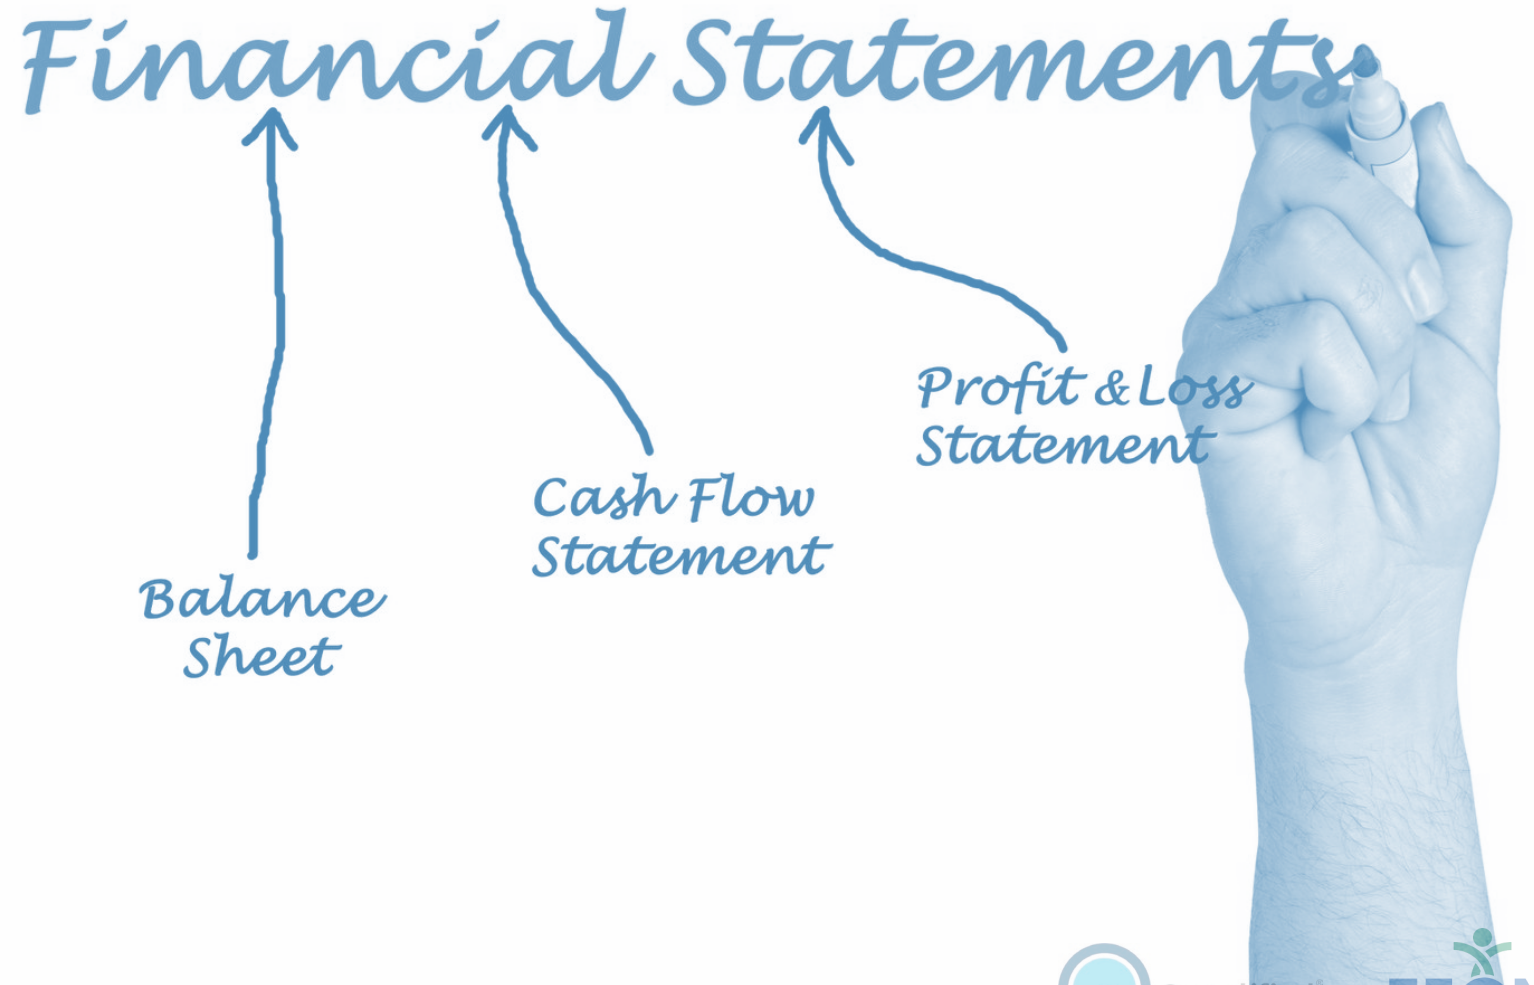 Financial Statements
Profit & Loss
Statement
Cash Flow
Statement
Balance
Sheet